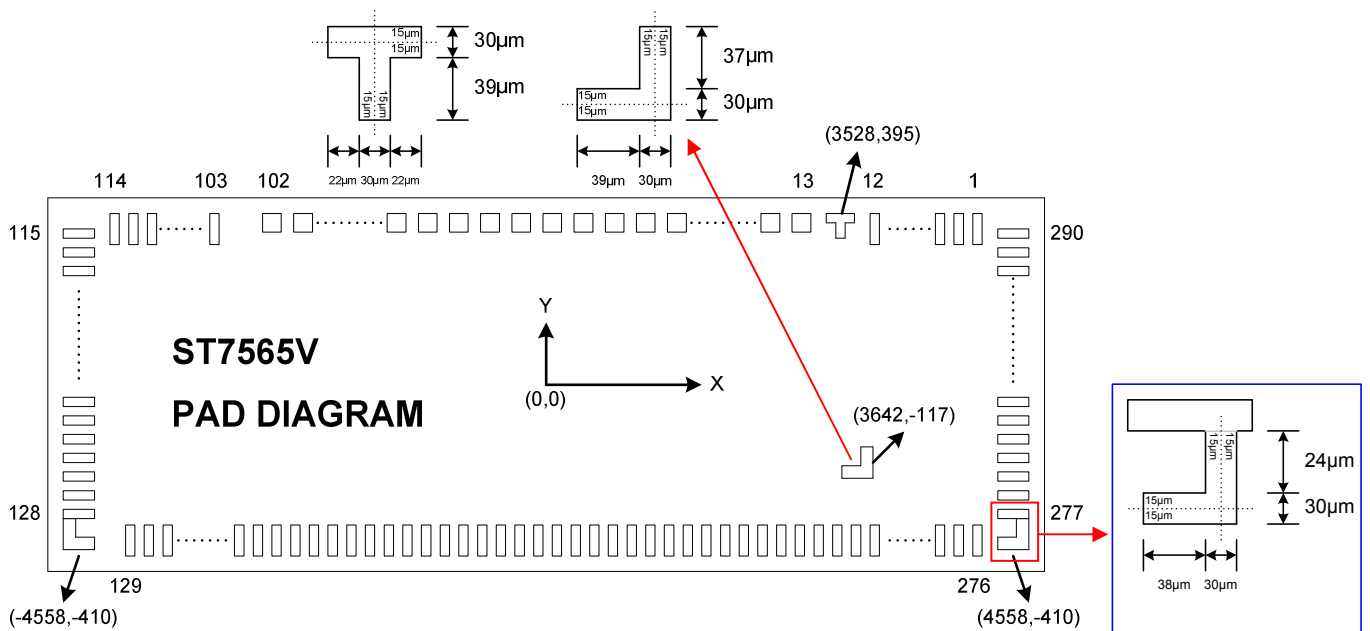 15µm
15µm
15µm
15µm
30µm
39µm
22µm
30µm
22µm
15µm
15µm
15µm
15µm
37µm
30µm
39µm
30µm
(3528,395)
114
103
102
13
12
1
115
290
Y
X
(0,0)
ST7565V
PAD DIAGRAM
(3642,-117)
128
277
129
276
(-4558,-410)
(4558,-410)
15µm
15µm
15µm
15µm
24µm
30µm
38µm
30µm